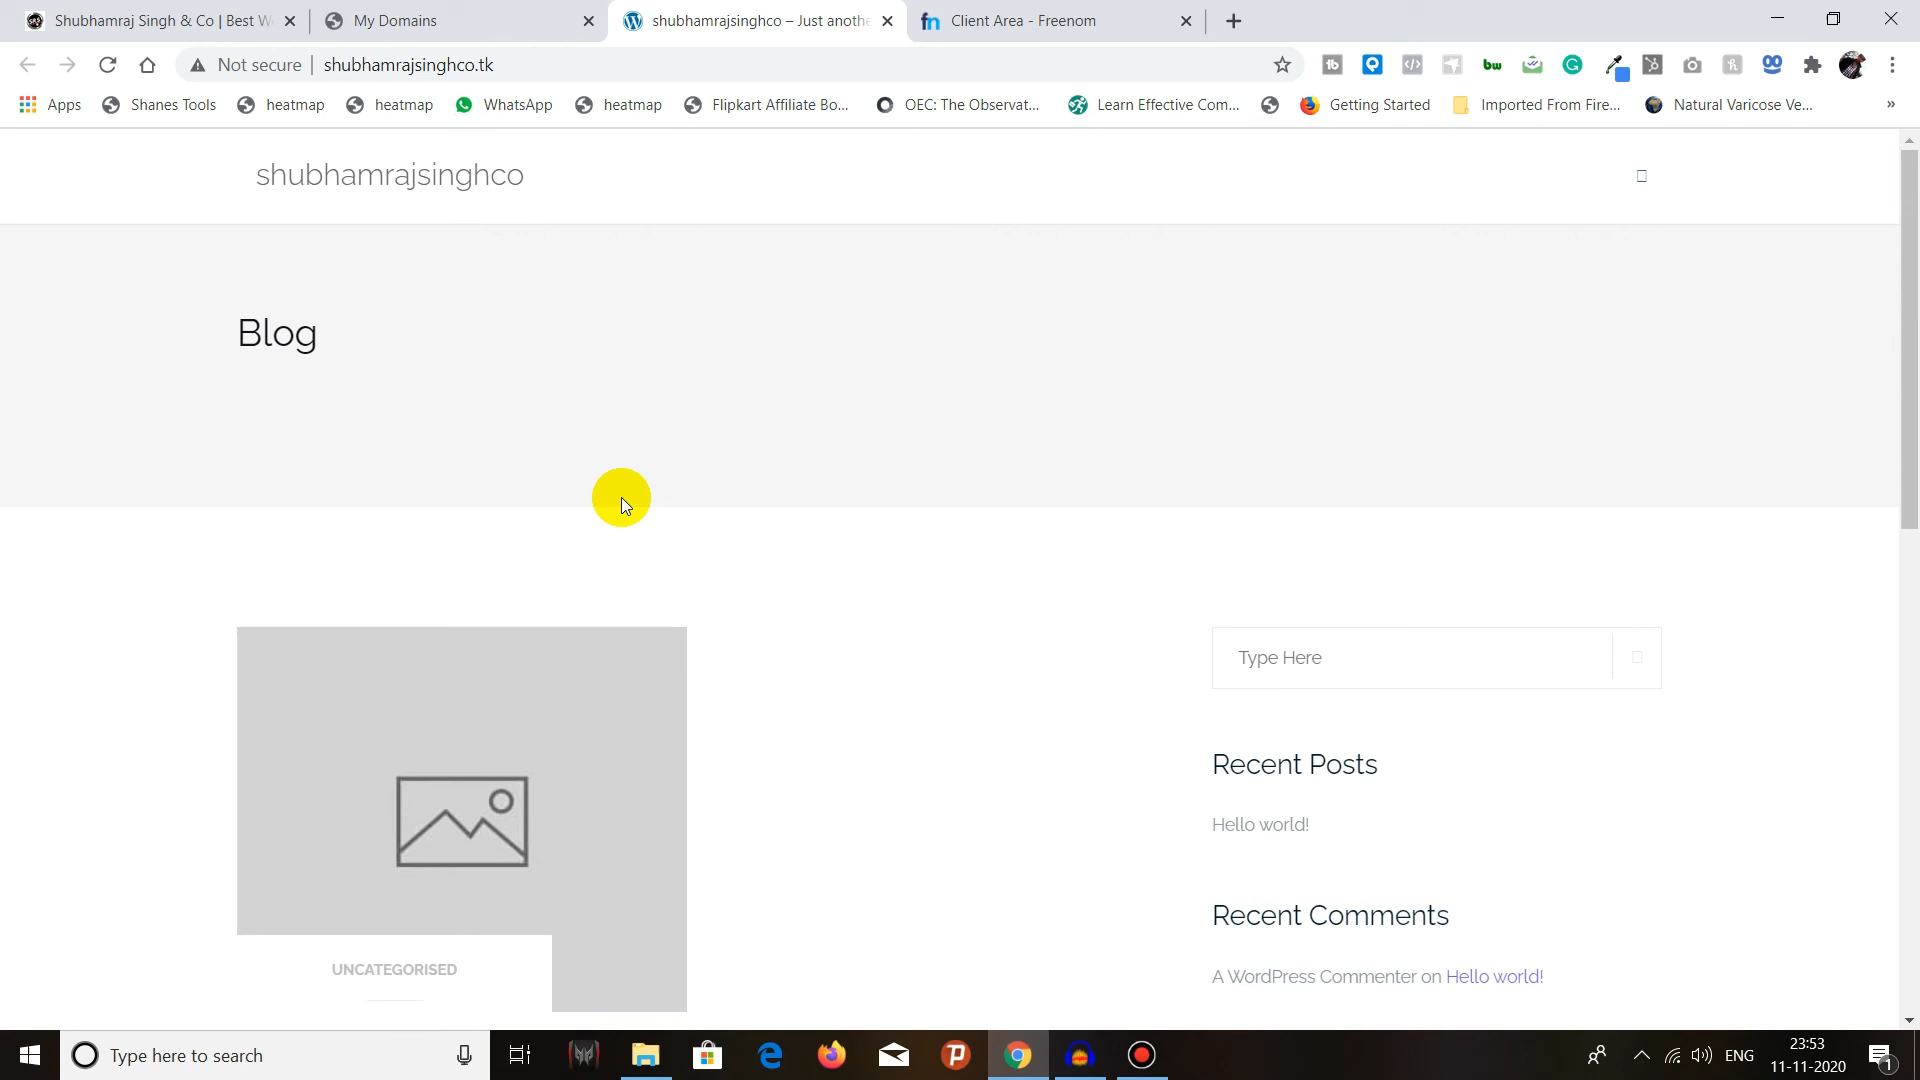 Shubhamraj Singh & Co | Best W
My Domains
shubhamrajsinghco – Just anothe
fn Client Area - Freenom
Not secure | shubhamrajsinghco.tk
Apps
Shanes Tools
heatmap
heatmap
WhatsApp
heatmap
Flipkart Affiliate Bo...
OEC: The Observat...
Learn Effective Com...
Getting Started
Imported From Fire...
Natural Varicose Ve...
»
shubhamrajsinghco
Blog
Type Here
Recent Posts
Hello world!
Recent Comments
A WordPress Commenter on Hello world!
UNCATEGORISED
Type here to search
ENG
23:53
11-11-2020
1